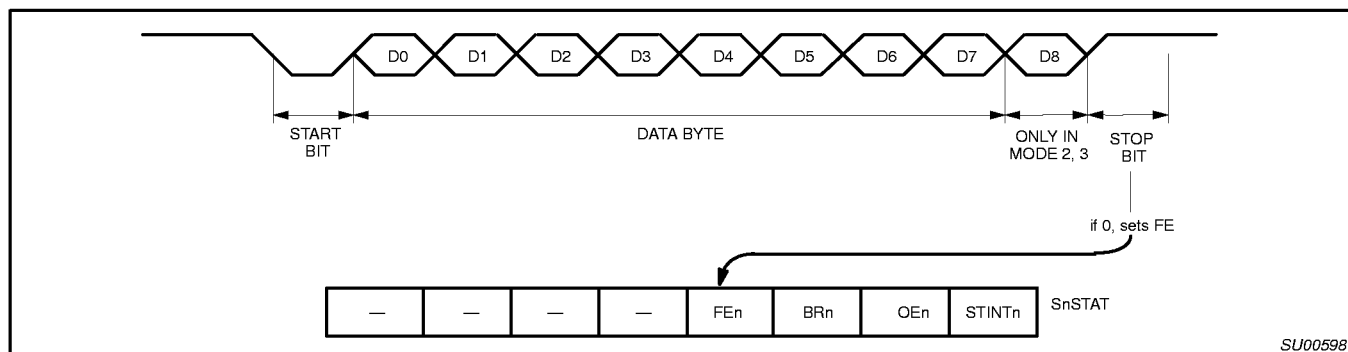 D0 D1 D2 D3 D4 D5 D6 D7 D8
START
BIT
DATA BYTE
ONLY IN
MODE 2, 3
STOP
BIT
if 0, sets FE
— — — — FEn BRn OEn STINTn SnSTAT
SU00598